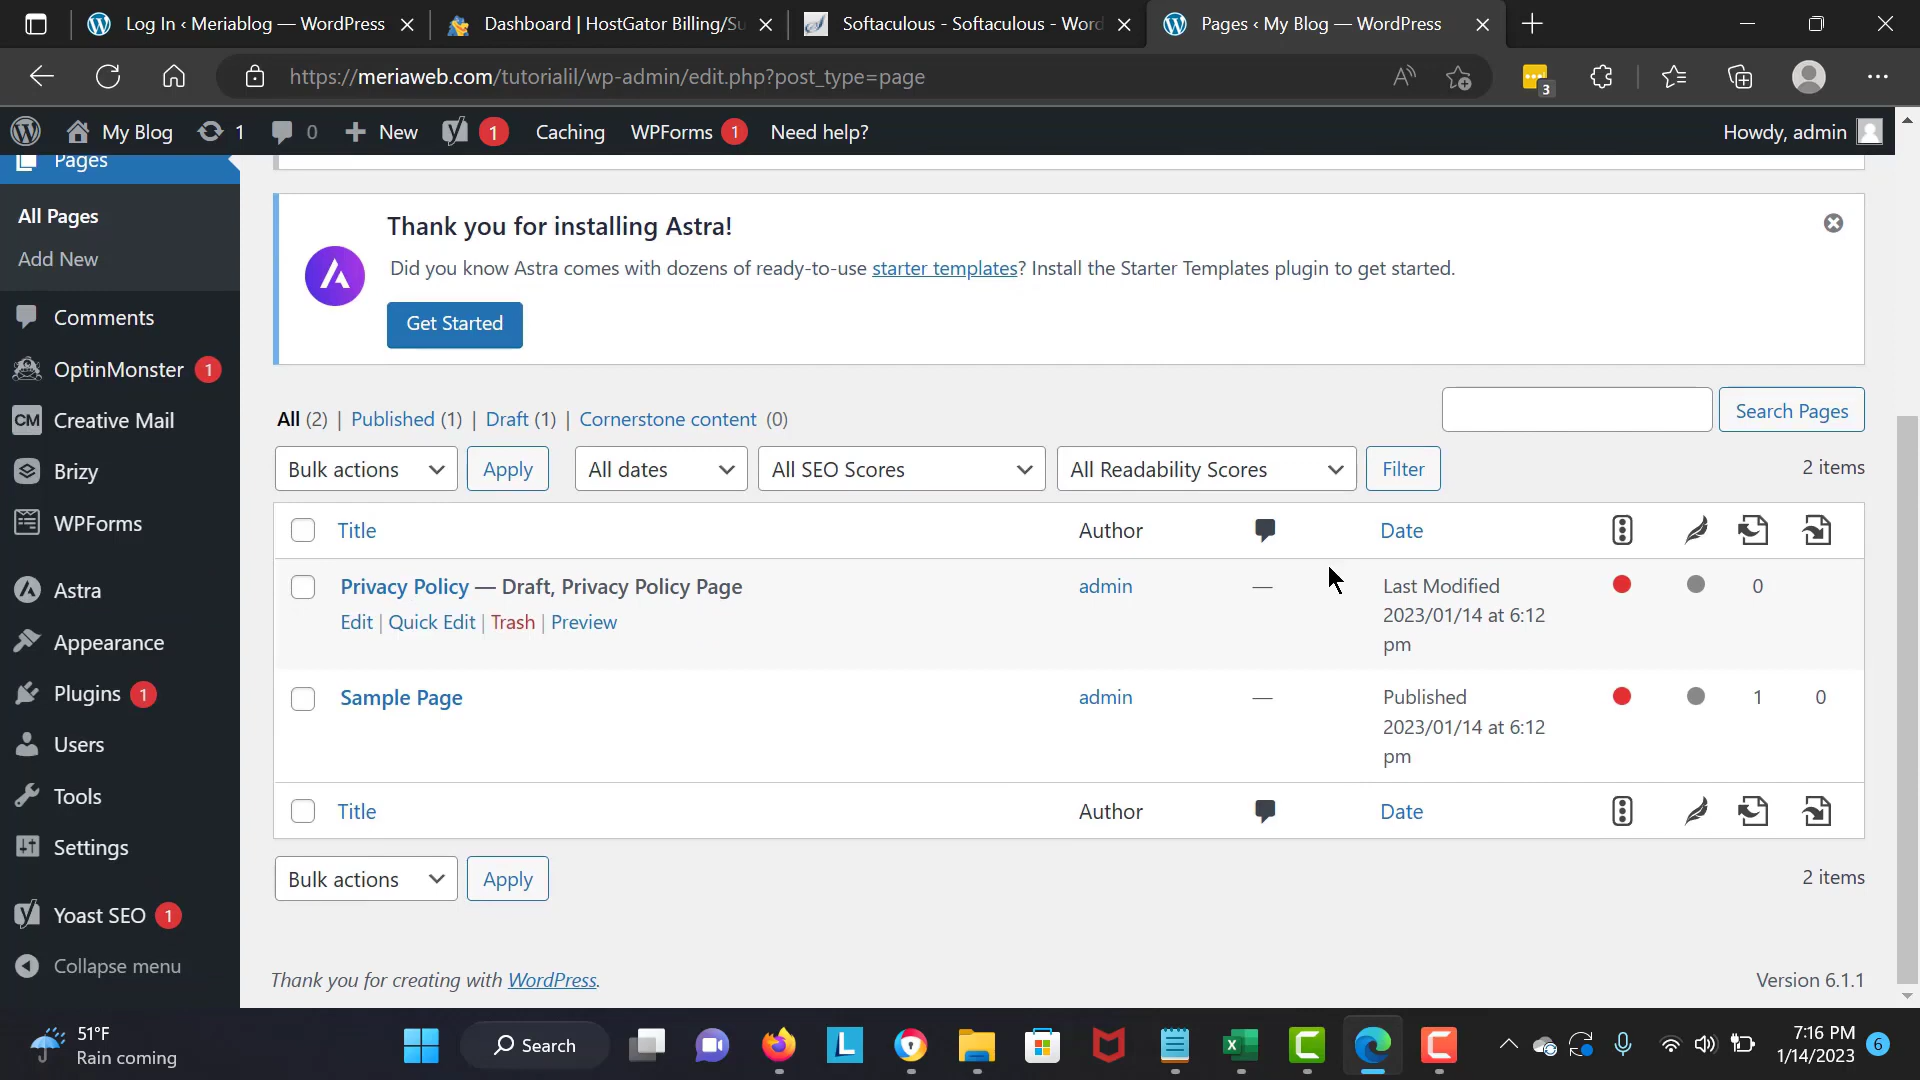 Log In ‹ Meriablog — WordPress
Dashboard | HostGator Billing/Su
Softaculous - Softaculous - Word
Pages ‹ My Blog — WordPress
https://meriaweb.com/tutorialil/wp-admin/edit.php?post_type=page
3
My Blog 1 0 New 1 Caching WPForms 1 Need help? Howdy, admin
Pages
All Pages
Add New
Comments
OptinMonster 1
CM Creative Mail
Brizy
WPForms
Astra
Appearance
Plugins 1
Users
Tools
Settings
Yoast SEO 1
Collapse menu
Thank you for installing Astra!
Did you know Astra comes with dozens of ready-to-use starter templates? Install the Starter Templates plugin to get started.
Get Started
All (2) | Published (1) | Draft (1) | Cornerstone content (0)
Search Pages
Bulk actions Apply All dates All SEO Scores All Readability Scores Filter 2 items
Title Author Date
Privacy Policy — Draft, Privacy Policy Page admin — Last Modified 0
2023/01/14 at 6:12
pm
Edit | Quick Edit | Trash | Preview
Sample Page admin — Published 1 0
2023/01/14 at 6:12
pm
Title Author Date
Bulk actions Apply 2 items
Thank you for creating with WordPress. Version 6.1.1
51°F
Rain coming
Search
L
7:16 PM
1/14/2023
6